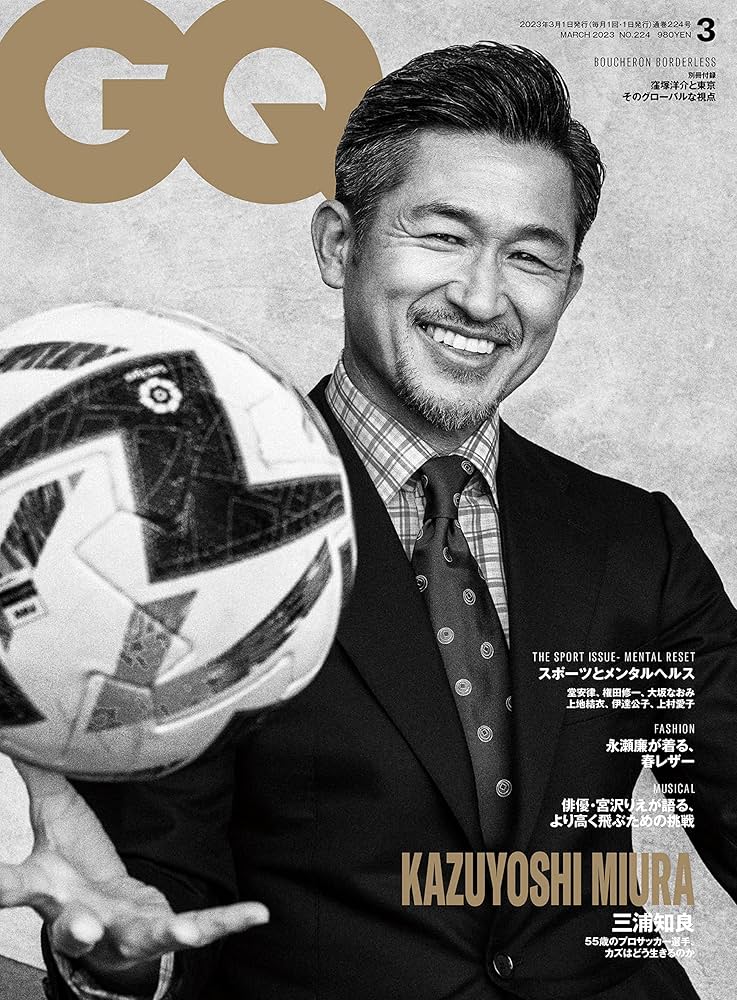 GQ
2023年3月1日発行(毎月1回・1日発行)通巻224号
MARCH 2023 NO.224 980YEN
3
BOUCHERON BORDERLESS
別冊付録
窪塚洋介と東京
そのグローバルな視点
THE SPORT ISSUE- MENTAL RESET
スポーツとメンタルヘルス
堂安律、権田修一、大坂なおみ
上地結衣、伊達公子、上村愛子
FASHION
永瀬廉が着る、
春レザー
MUSICAL
俳優・宮沢りえが語る、
より高く飛ぶための挑戦
KAZUYOSHI MIURA
三浦知良
55歳のプロサッカー選手、
カズはどう生きるのか